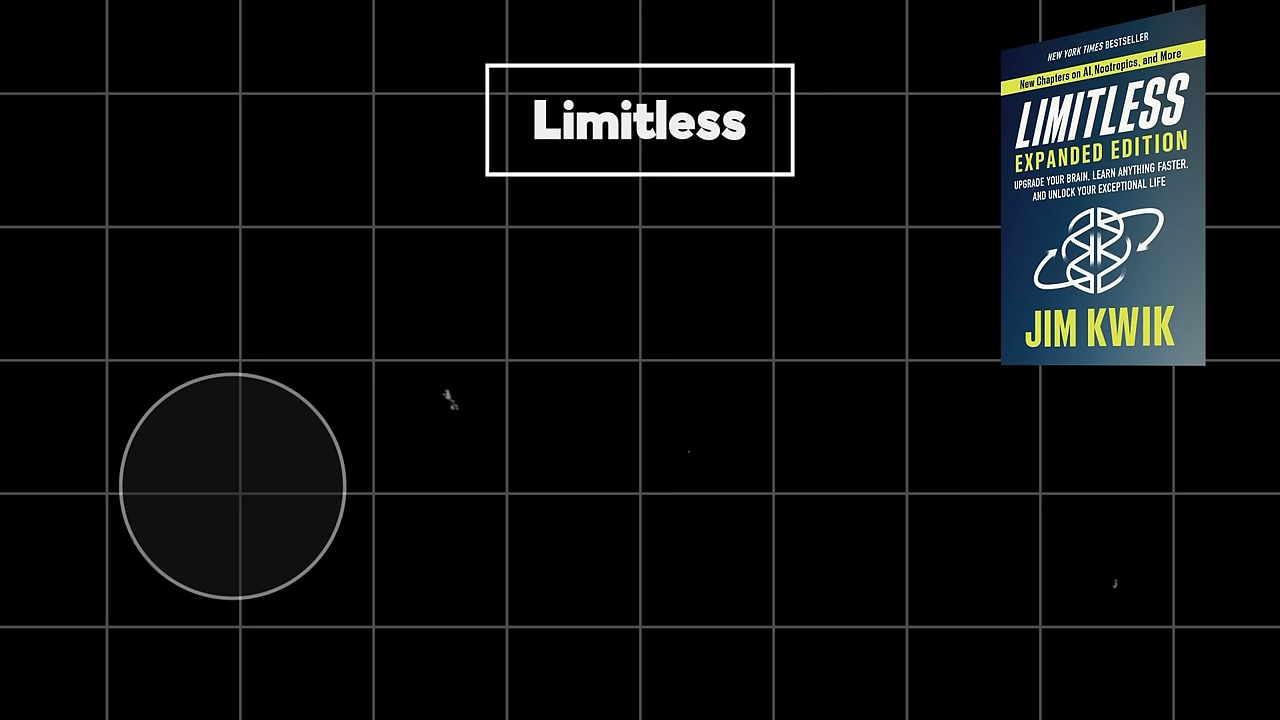 Limitless
NEW YORK TIMES BESTSELLER
New Chapters on AI, Nootropics, and More
LIMITLESS
EXPANDED EDITION
UPGRADE YOUR BRAIN, LEARN ANYTHING FASTER,
AND UNLOCK YOUR EXCEPTIONAL LIFE
JIM KWIK